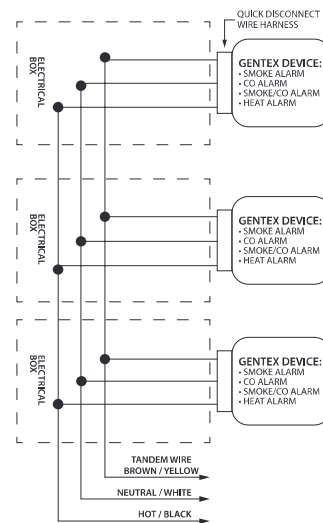 QUICK DISCONNECT
WIRE HARNESS
ELECTRICAL
BOX
GENTEX DEVICE:
• SMOKE ALARM
• CO ALARM
• SMOKE/CO ALARM
• HEAT ALARM
ELECTRICAL
BOX
GENTEX DEVICE:
• SMOKE ALARM
• CO ALARM
• SMOKE/CO ALARM
• HEAT ALARM
ELECTRICAL
BOX
GENTEX DEVICE:
• SMOKE ALARM
• CO ALARM
• SMOKE/CO ALARM
• HEAT ALARM
TANDEM WIRE
BROWN / YELLOW
NEUTRAL / WHITE
HOT / BLACK